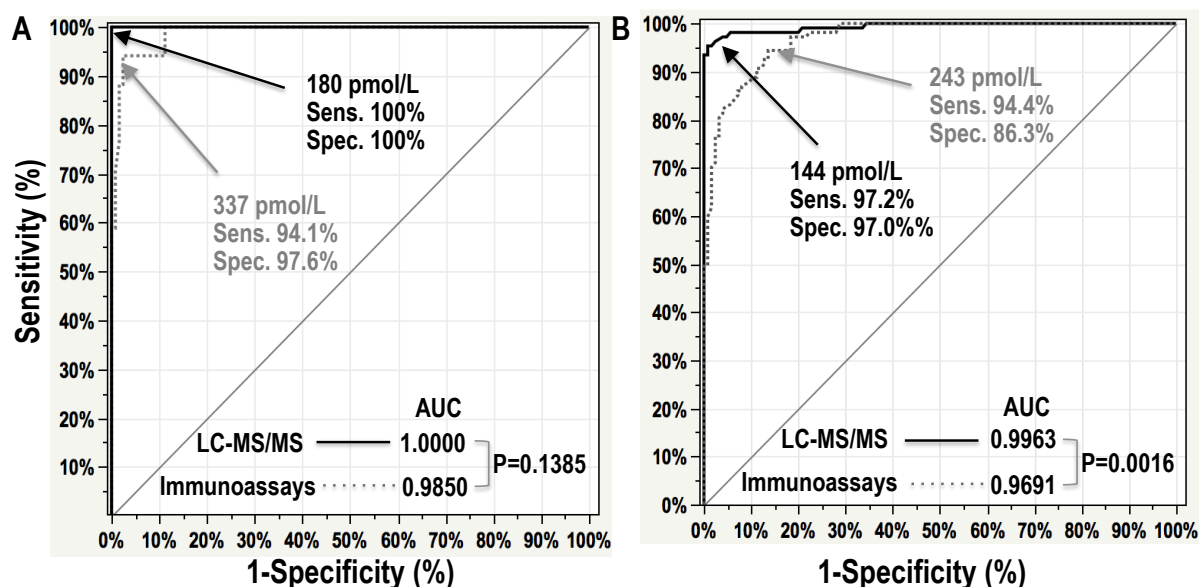 A
Sensitivity (%)
100%
90%
80%
70%
60%
50%
40%
30%
20%
10%
180 pmol/L
Sens. 100%
Spec. 100%
337 pmol/L
Sens. 94.1%
Spec. 97.6%
AUC
LC-MS/MS 1.0000
P=0.1385
Immunoassays 0.9850
0% 10% 20% 30% 40% 50% 60% 70% 80% 90% 100%
1-Specificity (%)
B
100%
90%
80%
70%
60%
50%
40%
30%
20%
10%
0%
243 pmol/L
Sens. 94.4%
Spec. 86.3%
144 pmol/L
Sens. 97.2%
Spec. 97.0%%
AUC
LC-MS/MS 0.9963
P=0.0016
Immunoassays 0.9691
0% 10% 20% 30% 40% 50% 60% 70% 80% 90% 100%
1-Specificity (%)